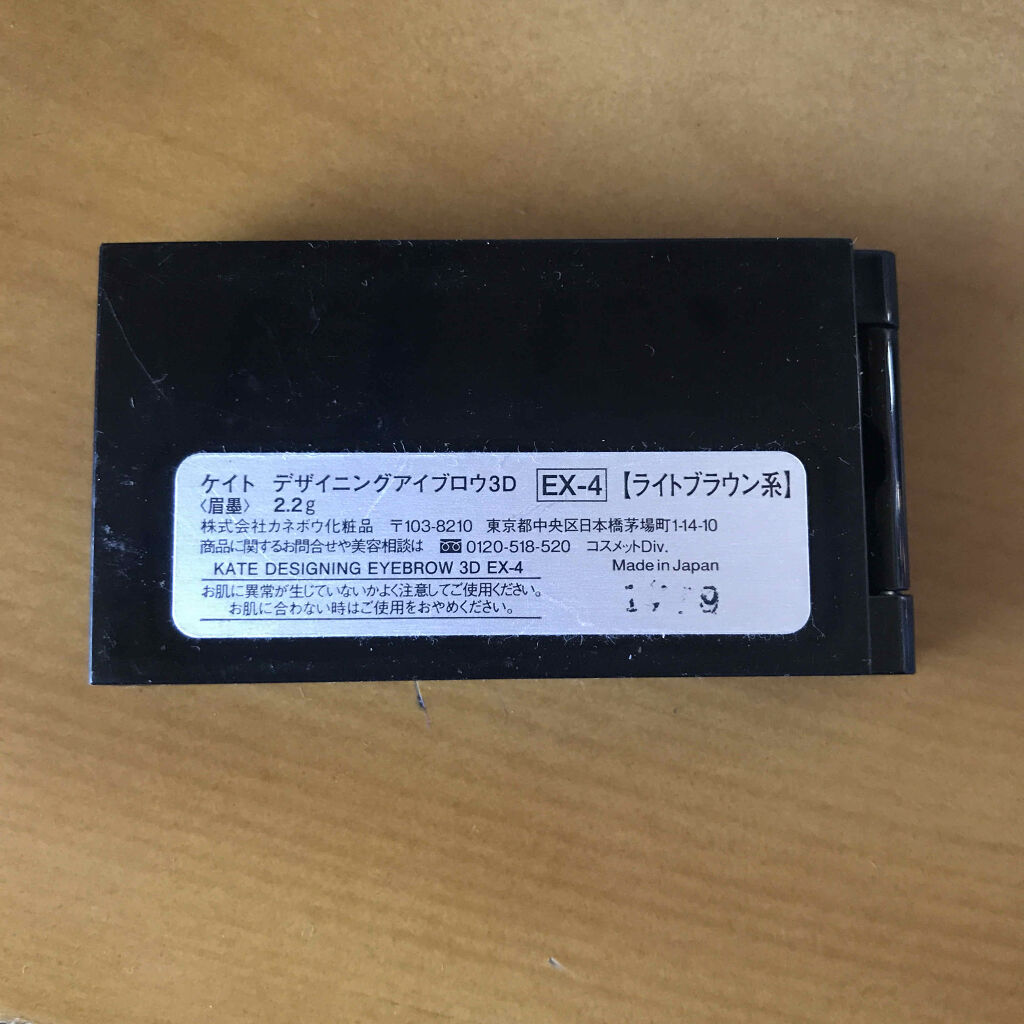 ケイト デザイニングアイブロウ3D EX-4 【ライトブラウン系】
〈眉墨〉 2.2g
株式会社カネボウ化粧品 〒103-8210 東京都中央区日本橋茅場町1-14-10
商品に関するお問合せや美容相談は 0120-518-520 コスメットDiv.
KATE DESIGNING EYEBROW 3D EX-4 Made in Japan
お肌に異常が生じていないかよく注意してご使用ください。
お肌に合わない時はご使用をおやめください。